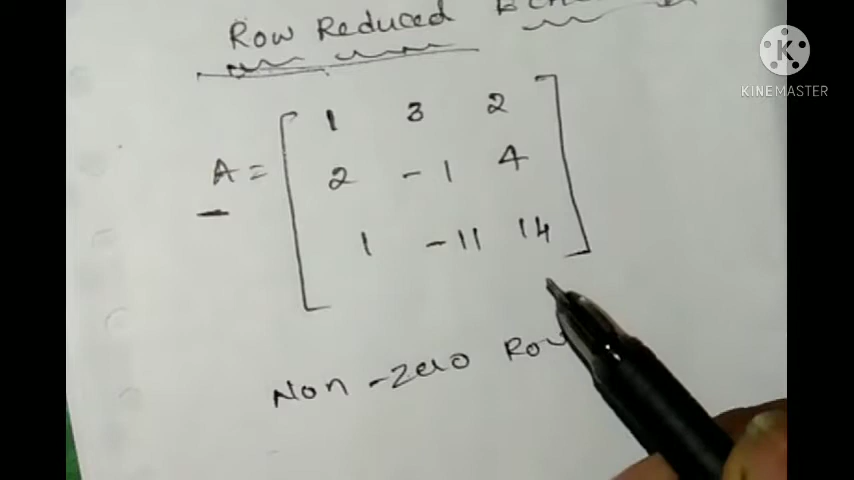 Row Reduced
A = [ 1 3 2
2 -1 4
1 -11 14 ]
Non-Zero Row
K
KINEMASTER